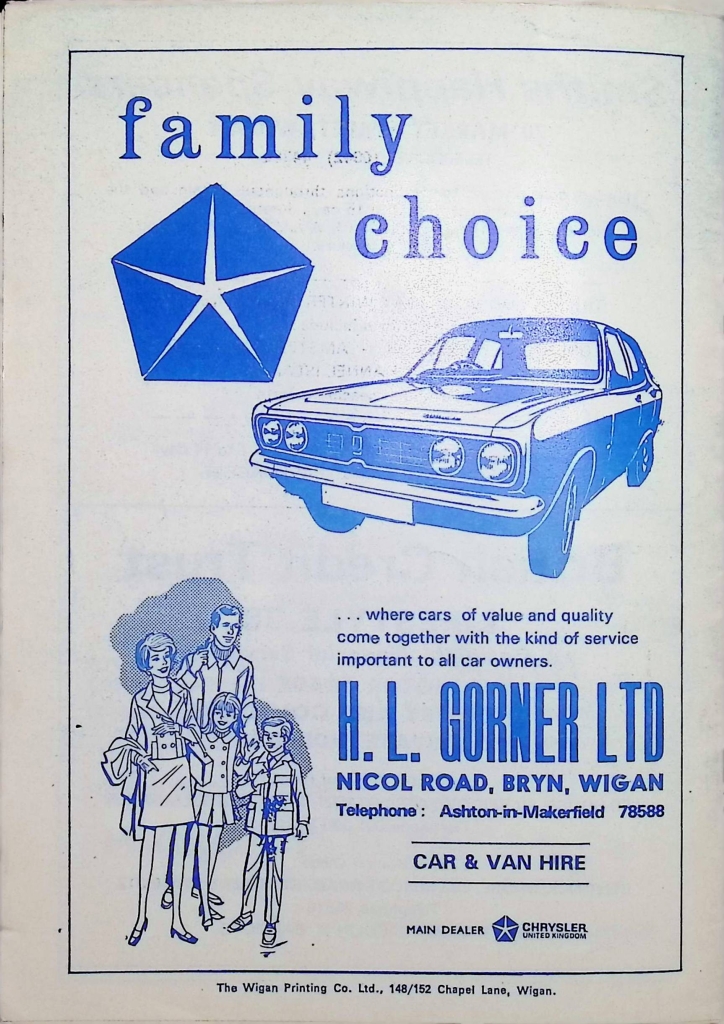 family
choice
... where cars of value and quality
come together with the kind of service
important to all car owners.
H. L. GORNER LTD
NICOL ROAD, BRYN, WIGAN
Telephone : Ashton-in-Makerfield 78588
CAR & VAN HIRE
MAIN DEALER CHRYSLER
UNITED KINGDOM
The Wigan Printing Co. Ltd., 148/152 Chapel Lane, Wigan.